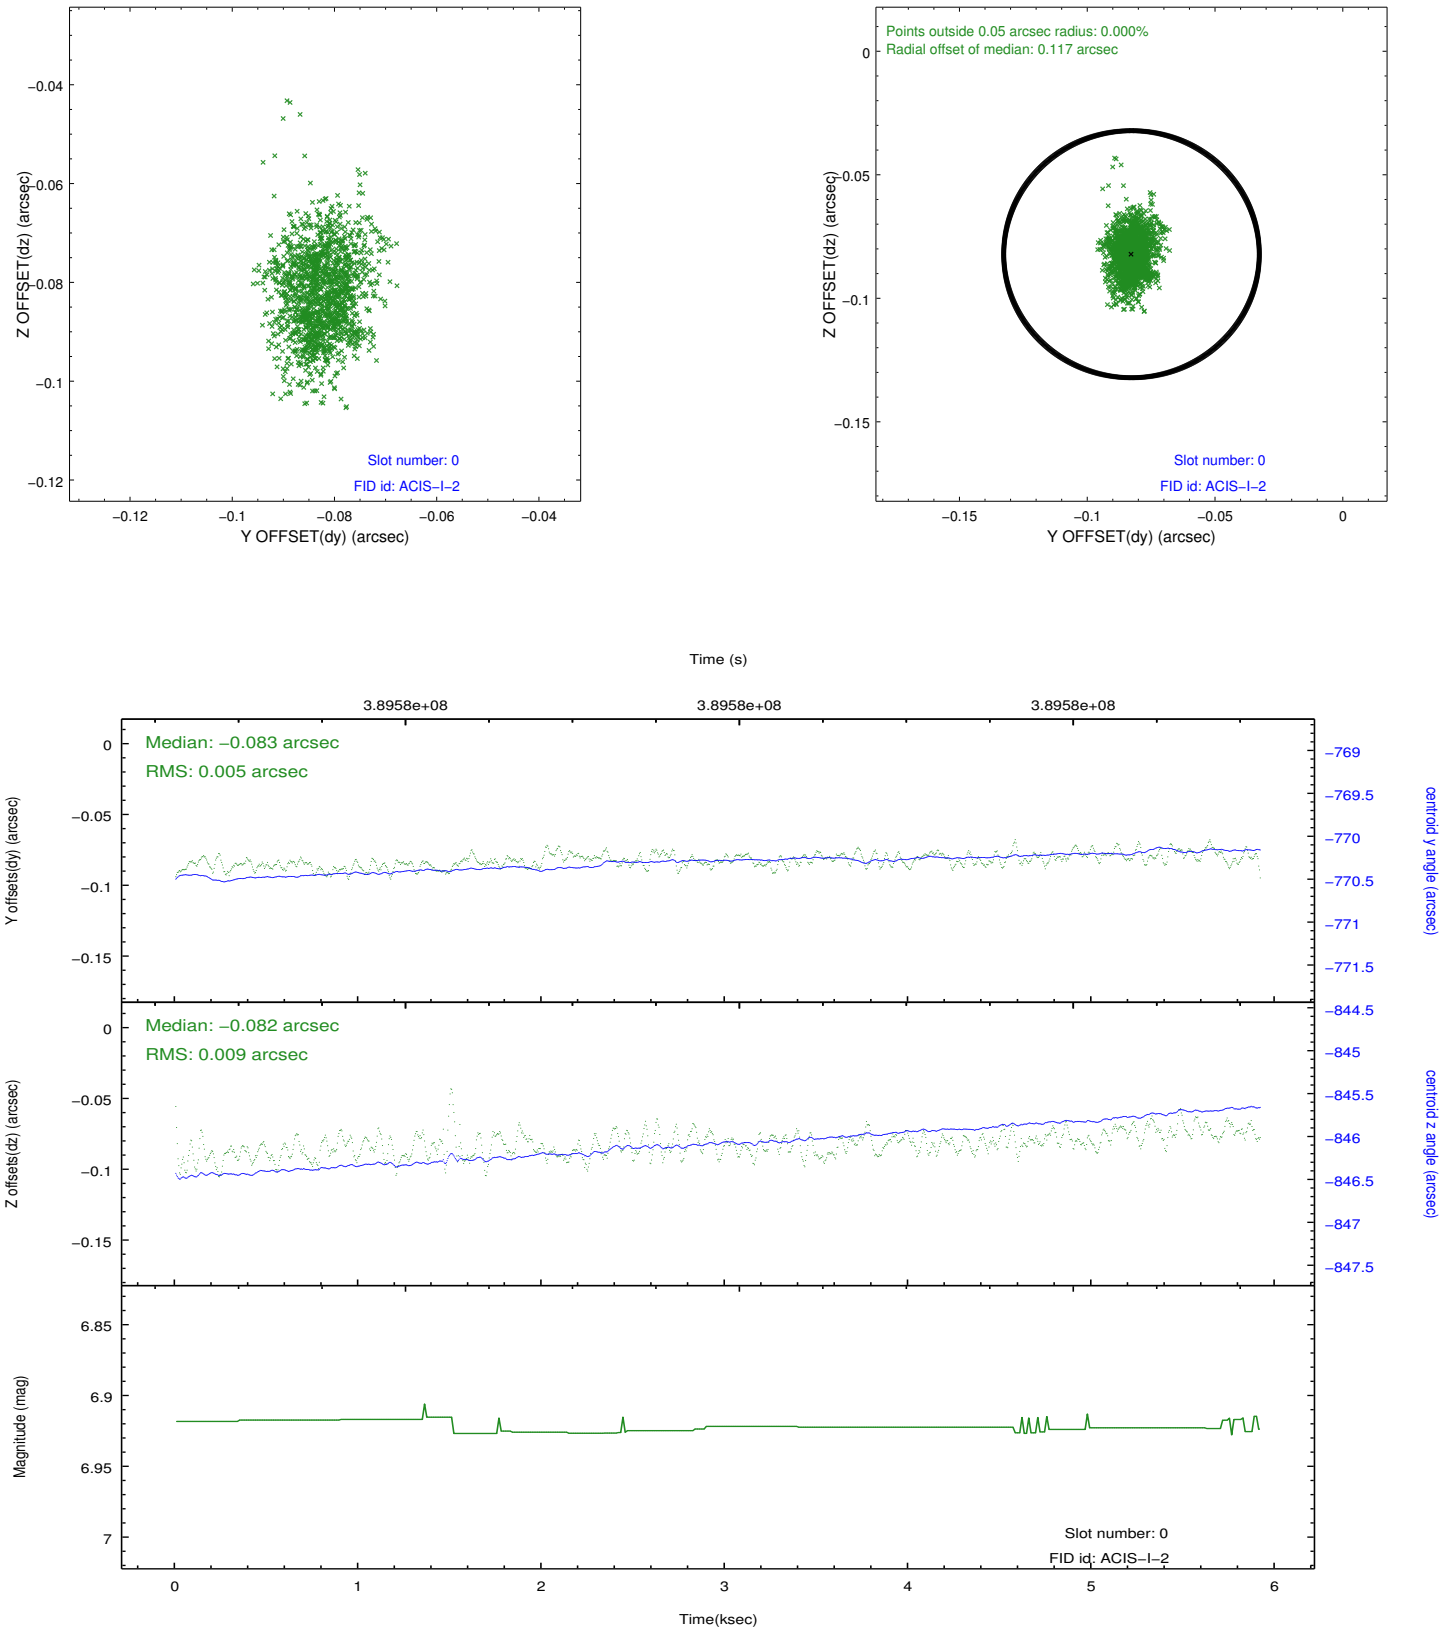 −0.04
−0.06
−0.08
−0.1
−0.12
Z OFFSET(dz) (arcsec)
Slot number: 0
FID id: ACIS−I−2
−0.12
−0.1
−0.08
−0.06
−0.04
Y OFFSET(dy) (arcsec)
Points outside 0.05 arcsec radius: 0.000%
Radial offset of median: 0.117 arcsec
0
−0.05
−0.1
−0.15
Z OFFSET(dz) (arcsec)
Slot number: 0
FID id: ACIS−I−2
−0.15
−0.1
−0.05
0
Y OFFSET(dy) (arcsec)
Time (s)
3.8958e+08
3.8958e+08
3.8958e+08
Median: −0.083 arcsec
RMS: 0.005 arcsec
0
−0.05
−0.1
−0.15
Y offsets(dy) (arcsec)
−769
−769.5
−770
−770.5
−771
−771.5
centroid y angle (arcsec)
Median: −0.082 arcsec
RMS: 0.009 arcsec
0
−0.05
−0.1
−0.15
Z offsets(dz) (arcsec)
−844.5
−845
−845.5
−846
−846.5
−847
−847.5
centroid z angle (arcsec)
6.85
6.9
6.95
7
Magnitude (mag)
Slot number: 0
FID id: ACIS−I−2
0
1
2
3
4
5
6
Time(ksec)